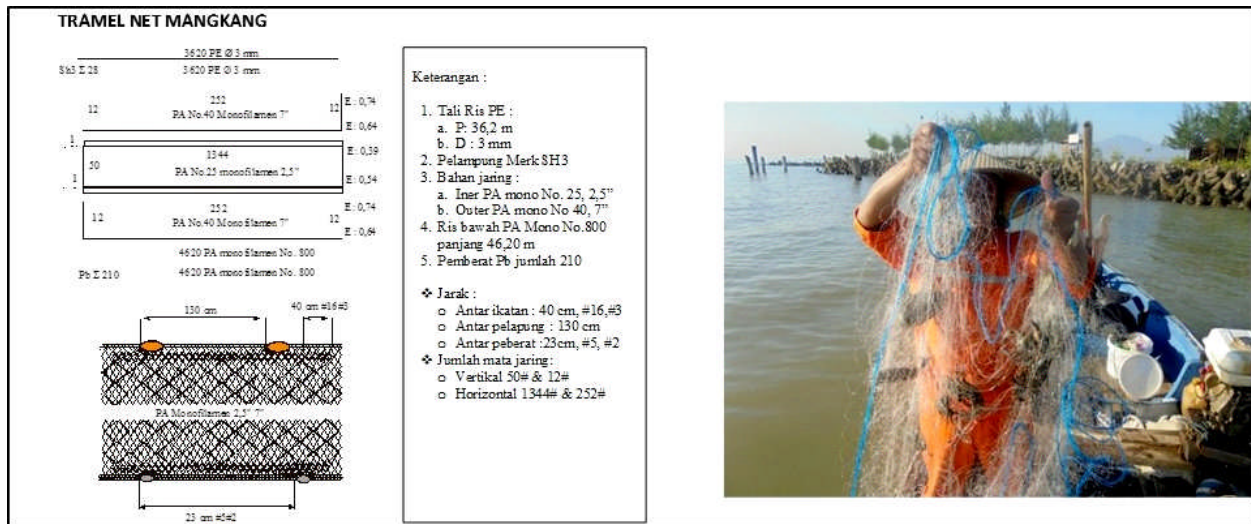 TRAMEL NET MANGKANG
3620 PE Ø 3 mm
Sh3 Σ 28
3620 PE Ø 3 mm
12
252
PA No.40 Monofilamen 7"
12
E : 0,74
E : 0,64
1
50
1
1344
PA No.25 monofilamen 2,5"
E : 0,39
E : 0,54
12
252
PA No.40 Monofilamen 7"
12
E : 0,74
E : 0,64
4620 PA mono filamen No. 800
Pb Σ 210
4620 PA mono filamen No. 800
130 cm
40 cm #16#3
PA Monofilamen 2,5" 7"
23 cm #5#2
Keterangan :
1. Tali Ris PE :
a. P: 36,2 m
b. D : 3 mm
2. Pelampung Merk SH3
3. Bahan jaring :
a. Iner PA mono No. 25, 2,5"
b. Outer PA mono No 40, 7"
4. Ris bawah PA Mono No.800
panjang 46,20 m
5. Pemberat Pb jumlah 210
❖ Jarak :
o Antar ikatan : 40 cm, #16,#3
o Antar pelapung : 130 cm
o Antar peberat :23cm, #5, #2
❖ Jumlah mata jaring:
o Vertikal 50# & 12#
o Horizontal 1344# & 252#